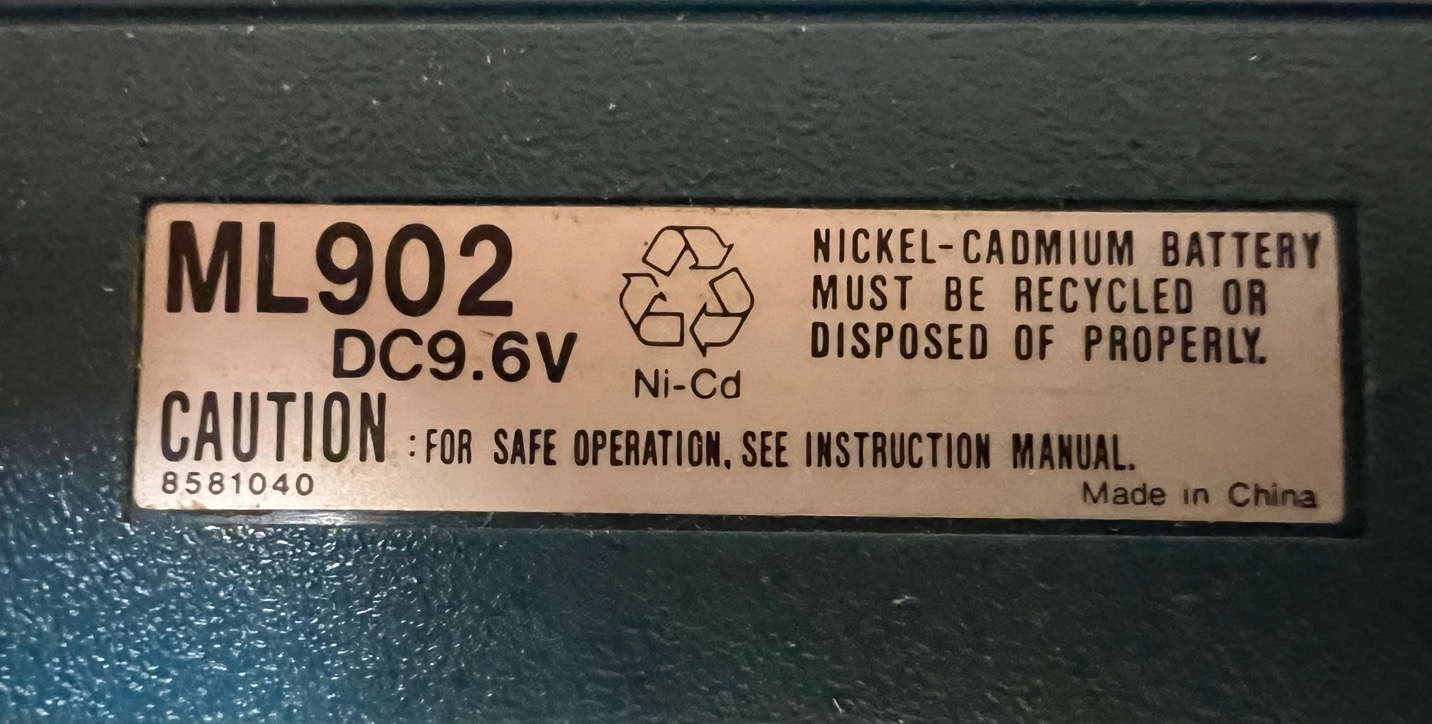 ML902
DC9.6V
Ni-Cd
NICKEL-CADMIUM BATTERY
MUST BE RECYCLED OR
DISPOSED OF PROPERLY.
CAUTION : FOR SAFE OPERATION, SEE INSTRUCTION MANUAL.
8581040
Made in China